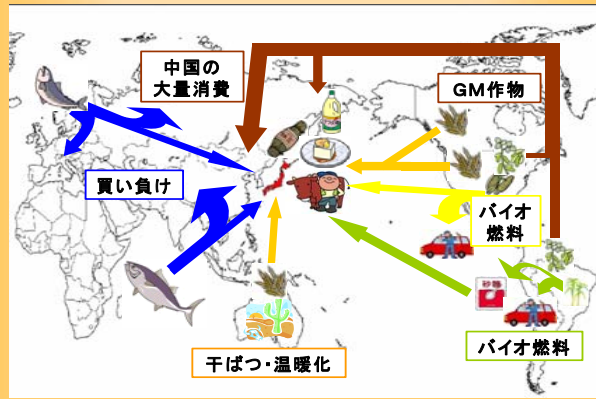 中国の
大量消費
GM作物
買い負け
バイオ
燃料
砂糖
干ばつ・温暖化
バイオ燃料